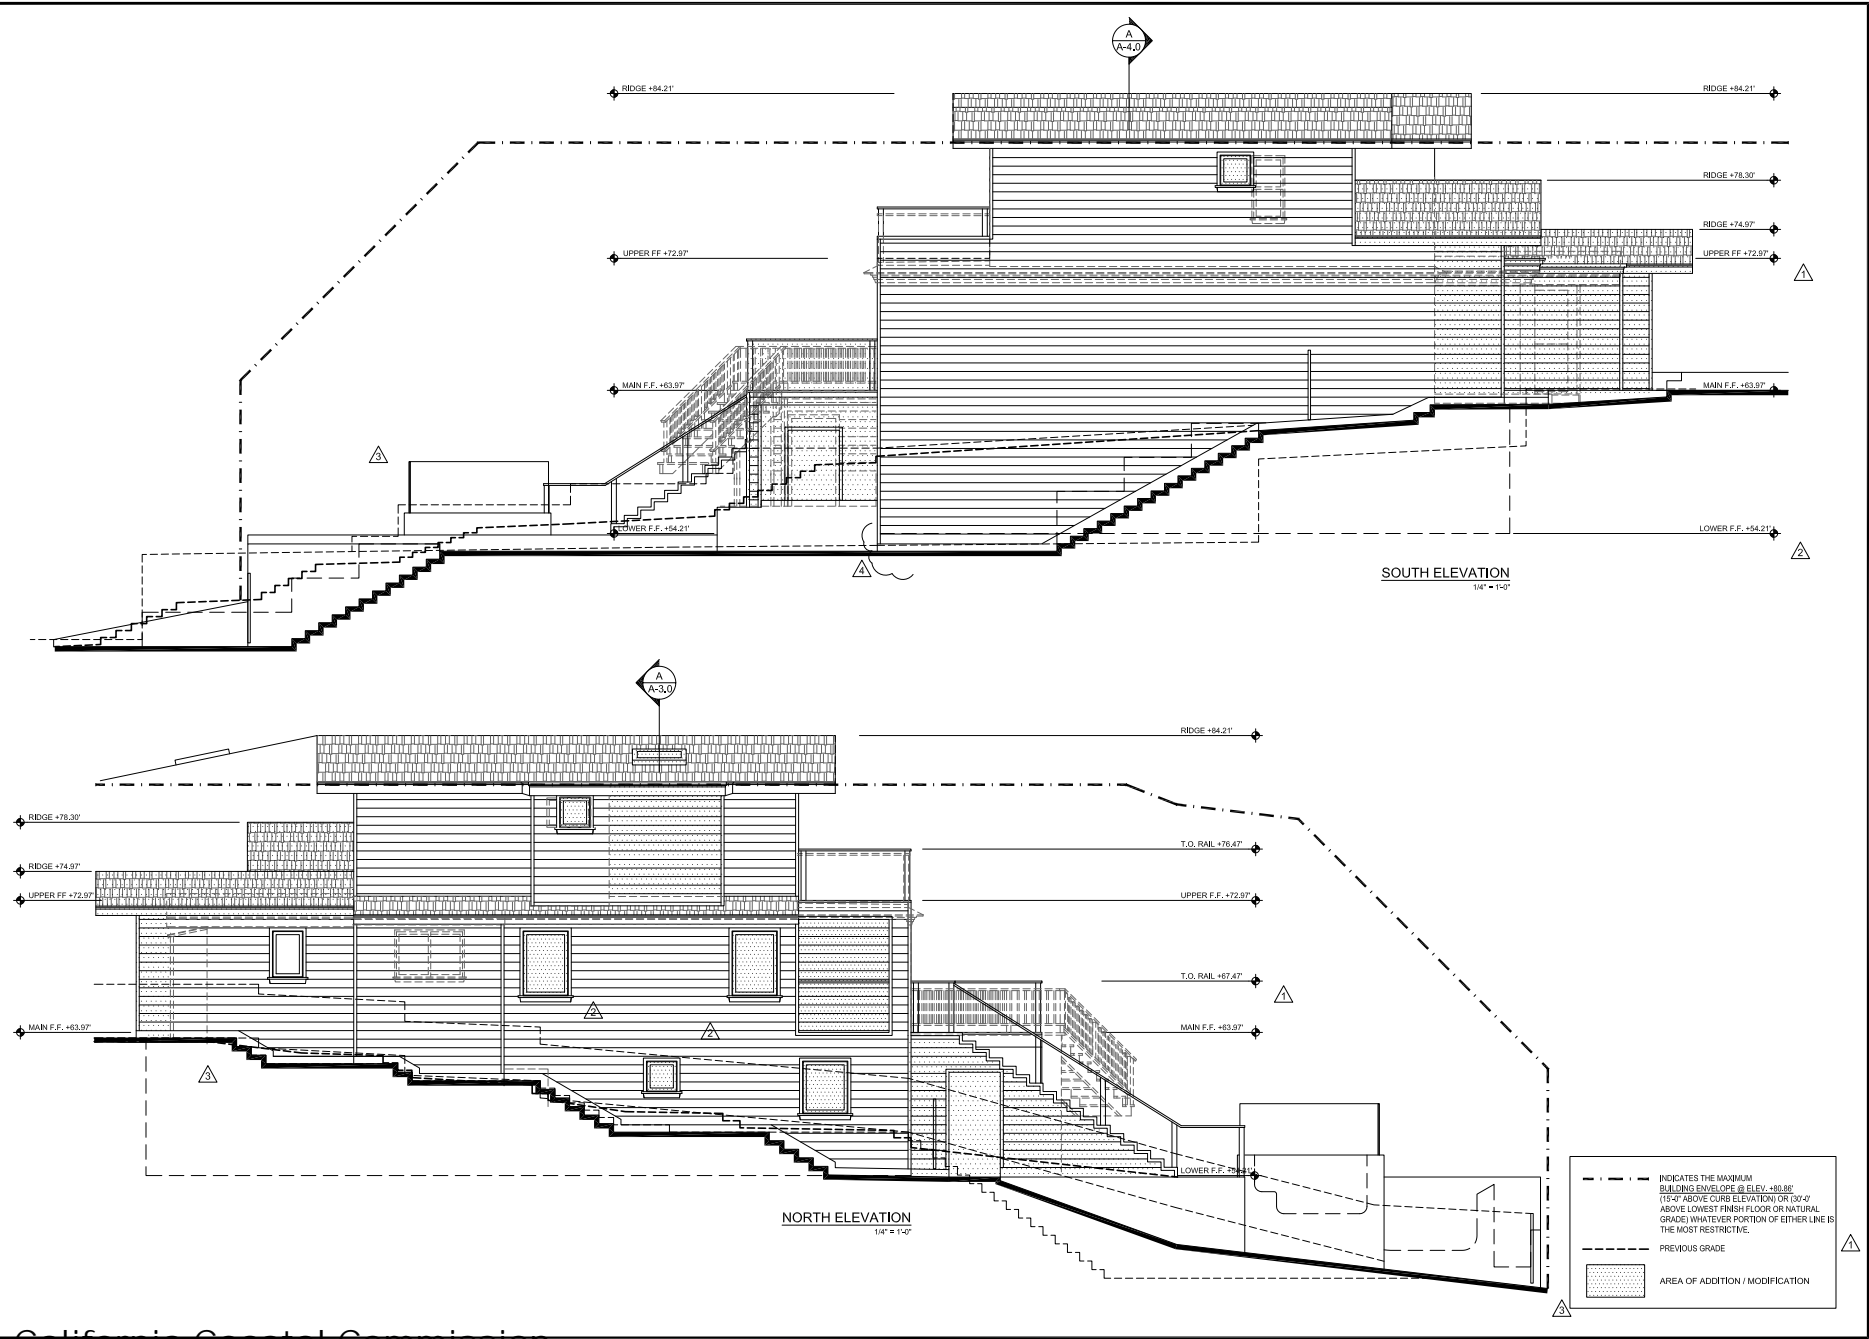 A
A-4.0
RIDGE +84.21'
RIDGE +84.21'
RIDGE +78.30'
RIDGE +74.97'
UPPER FF +72.97'
UPPER FF +72.97'
1
MAIN F.F. +63.97'
MAIN F.F. +63.97'
3
LOWER F.F. +54.21'
LOWER F.F. +54.21'
2
4
SOUTH ELEVATION
1/4" = 1'-0"
A
A-3.0
RIDGE +84.21'
RIDGE +78.30'
T.O. RAIL +76.47'
RIDGE +74.97'
UPPER FF +72.97'
UPPER F.F. +72.97'
T.O. RAIL +67.47'
1
2
2
MAIN F.F. +63.97'
MAIN F.F. +63.97'
3
LOWER F.F. +54.21'
NORTH ELEVATION
1/4" = 1'-0"
INDICATES THE MAXIMUM
BUILDING ENVELOPE @ ELEV. +80.86'
(15'-0" ABOVE CURB ELEVATION) OR (30'-0'
ABOVE LOWEST FINISH FLOOR OR NATURAL
GRADE) WHATEVER PORTION OF EITHER LINE IS
THE MOST RESTRICTIVE.
PREVIOUS GRADE
1
AREA OF ADDITION / MODIFICATION
3
California Coastal Commission